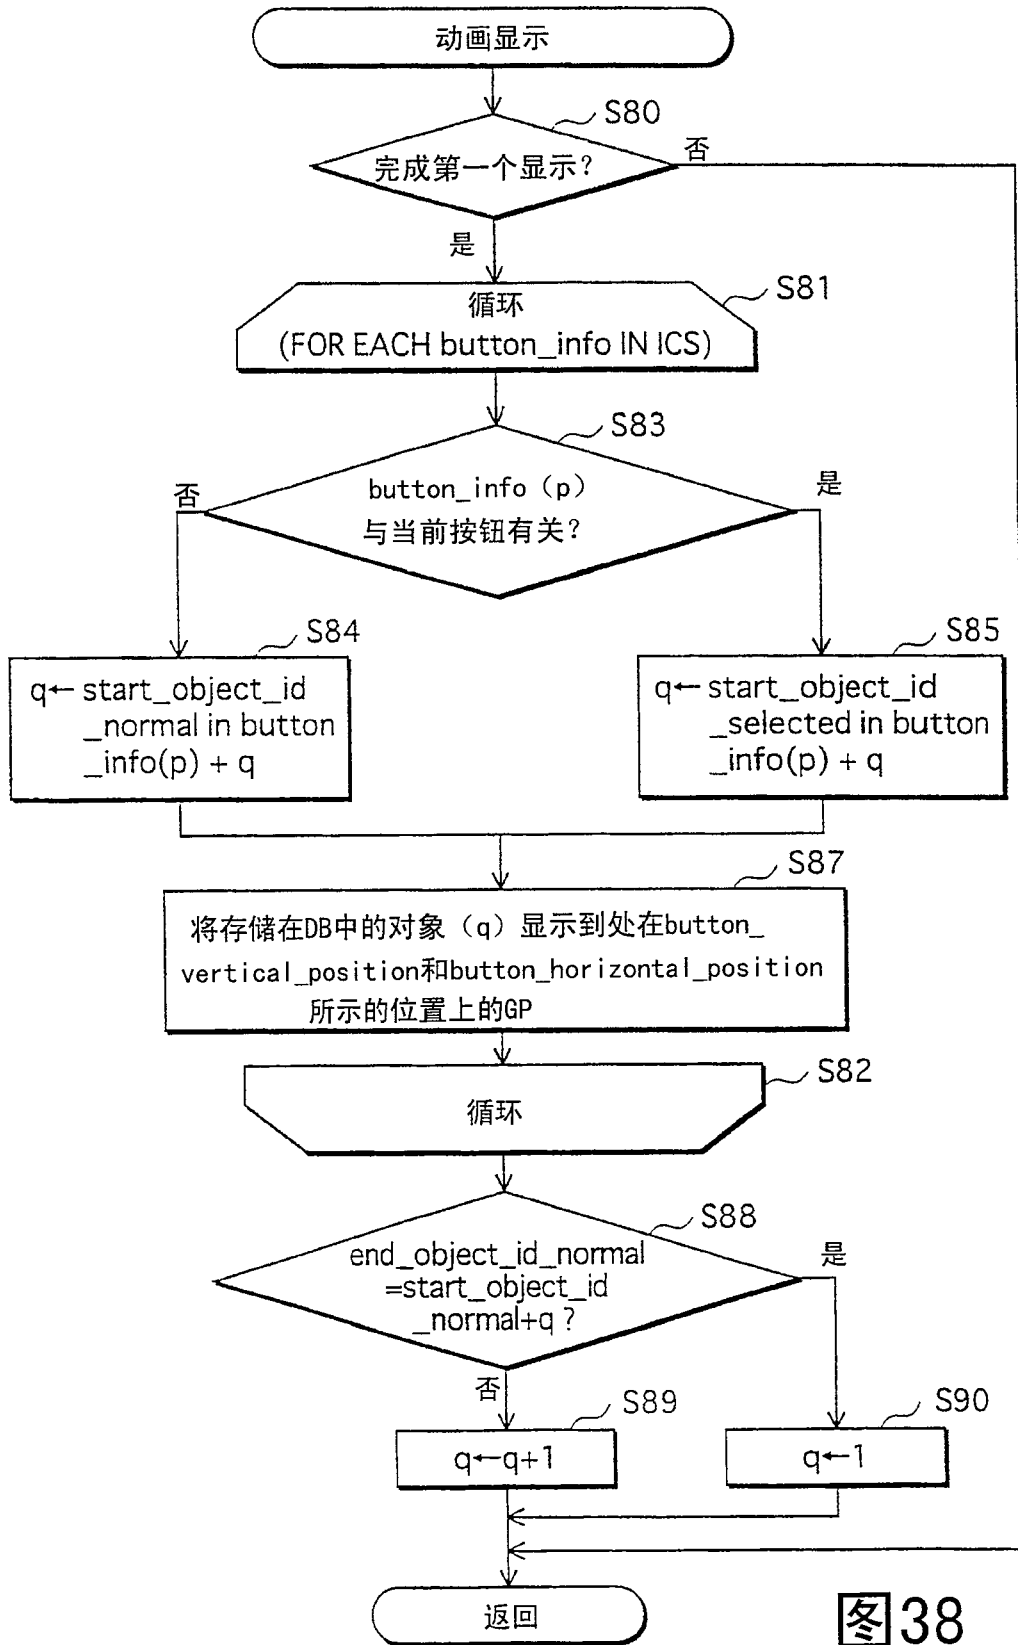 动画显示
S80
完成第一个显示?
否
是
S81
循环
(FOR EACH button_info IN ICS)
S83
button_info（p）
与当前按钮有关?
否
是
S84
q← start_object_id
_normal in button
_info(p) + q
S85
q← start_object_id
_selected in button
_info(p) + q
S87
将存储在DB中的对象（q）显示到处在button_
vertical_position和button_horizontal_position
所示的位置上的GP
S82
循环
S88
end_object_id_normal
=start_object_id
_normal+q ?
是
否
S89
q←q+1
S90
q←1
返回
图38